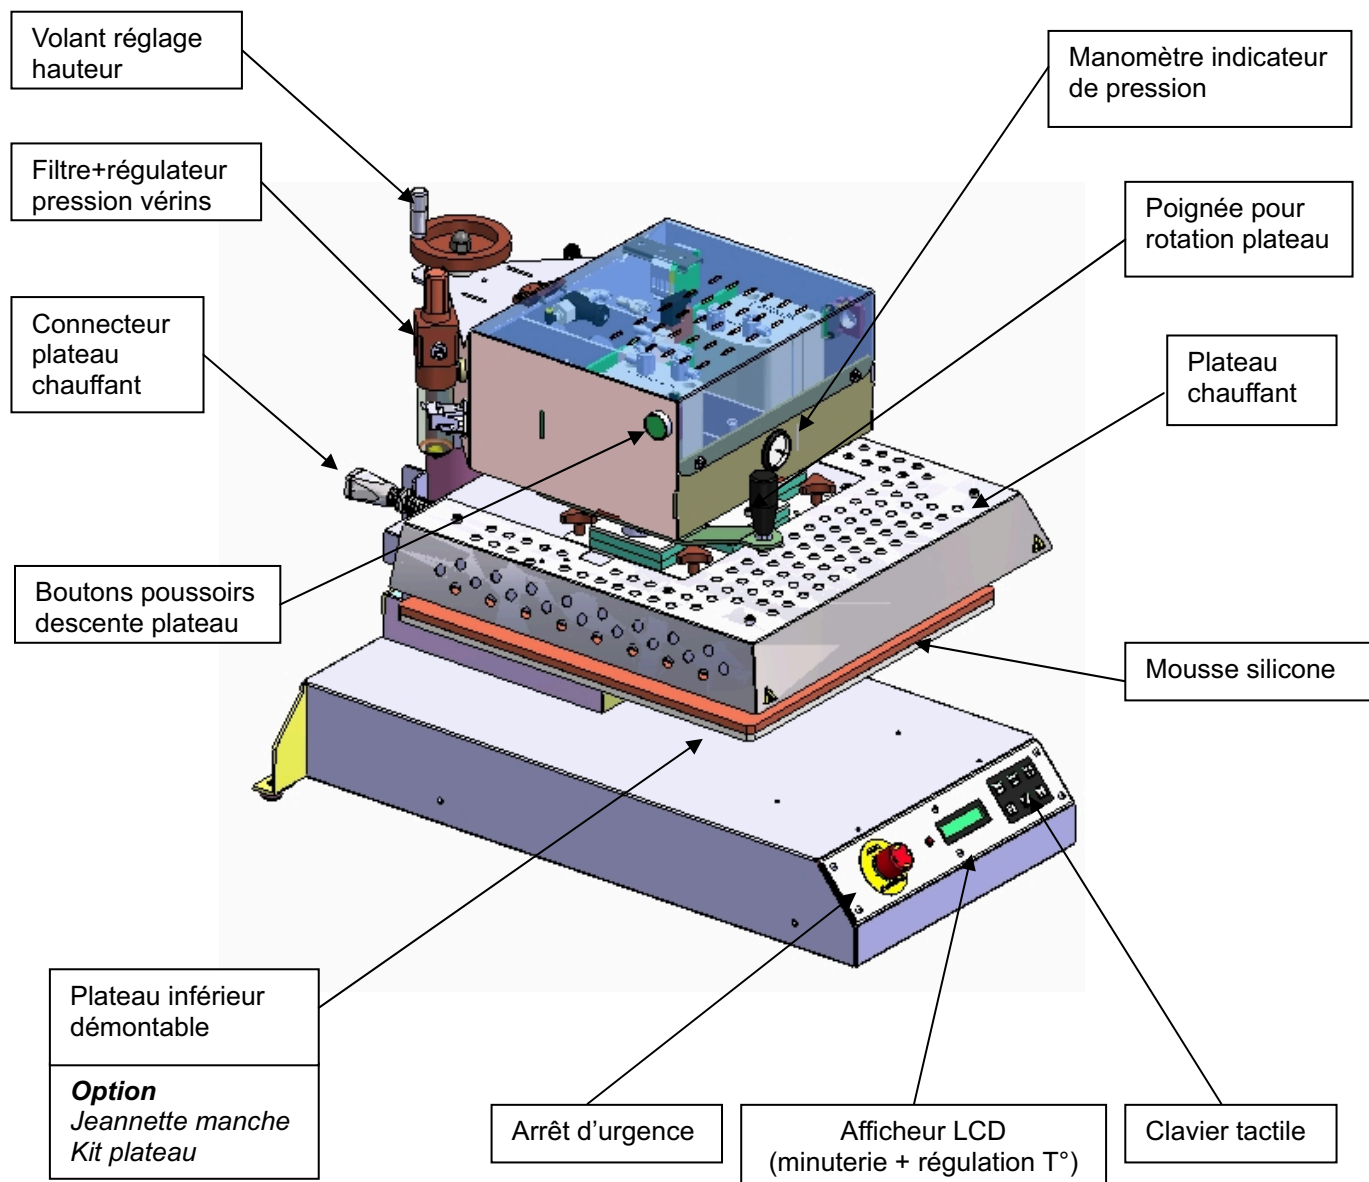 Volant réglage
hauteur
Manomètre indicateur
de pression
Filtre+régulateur
pression vérins
Poignée pour
rotation plateau
Connecteur
plateau
chauffant
Plateau
chauffant
Boutons poussoirs
descente plateau
Mousse silicone
Plateau inférieur
démontable
Option
Jeannette manche
Kit plateau
Arrêt d’urgence
Afficheur LCD
(minuterie + régulation T°)
Clavier tactile